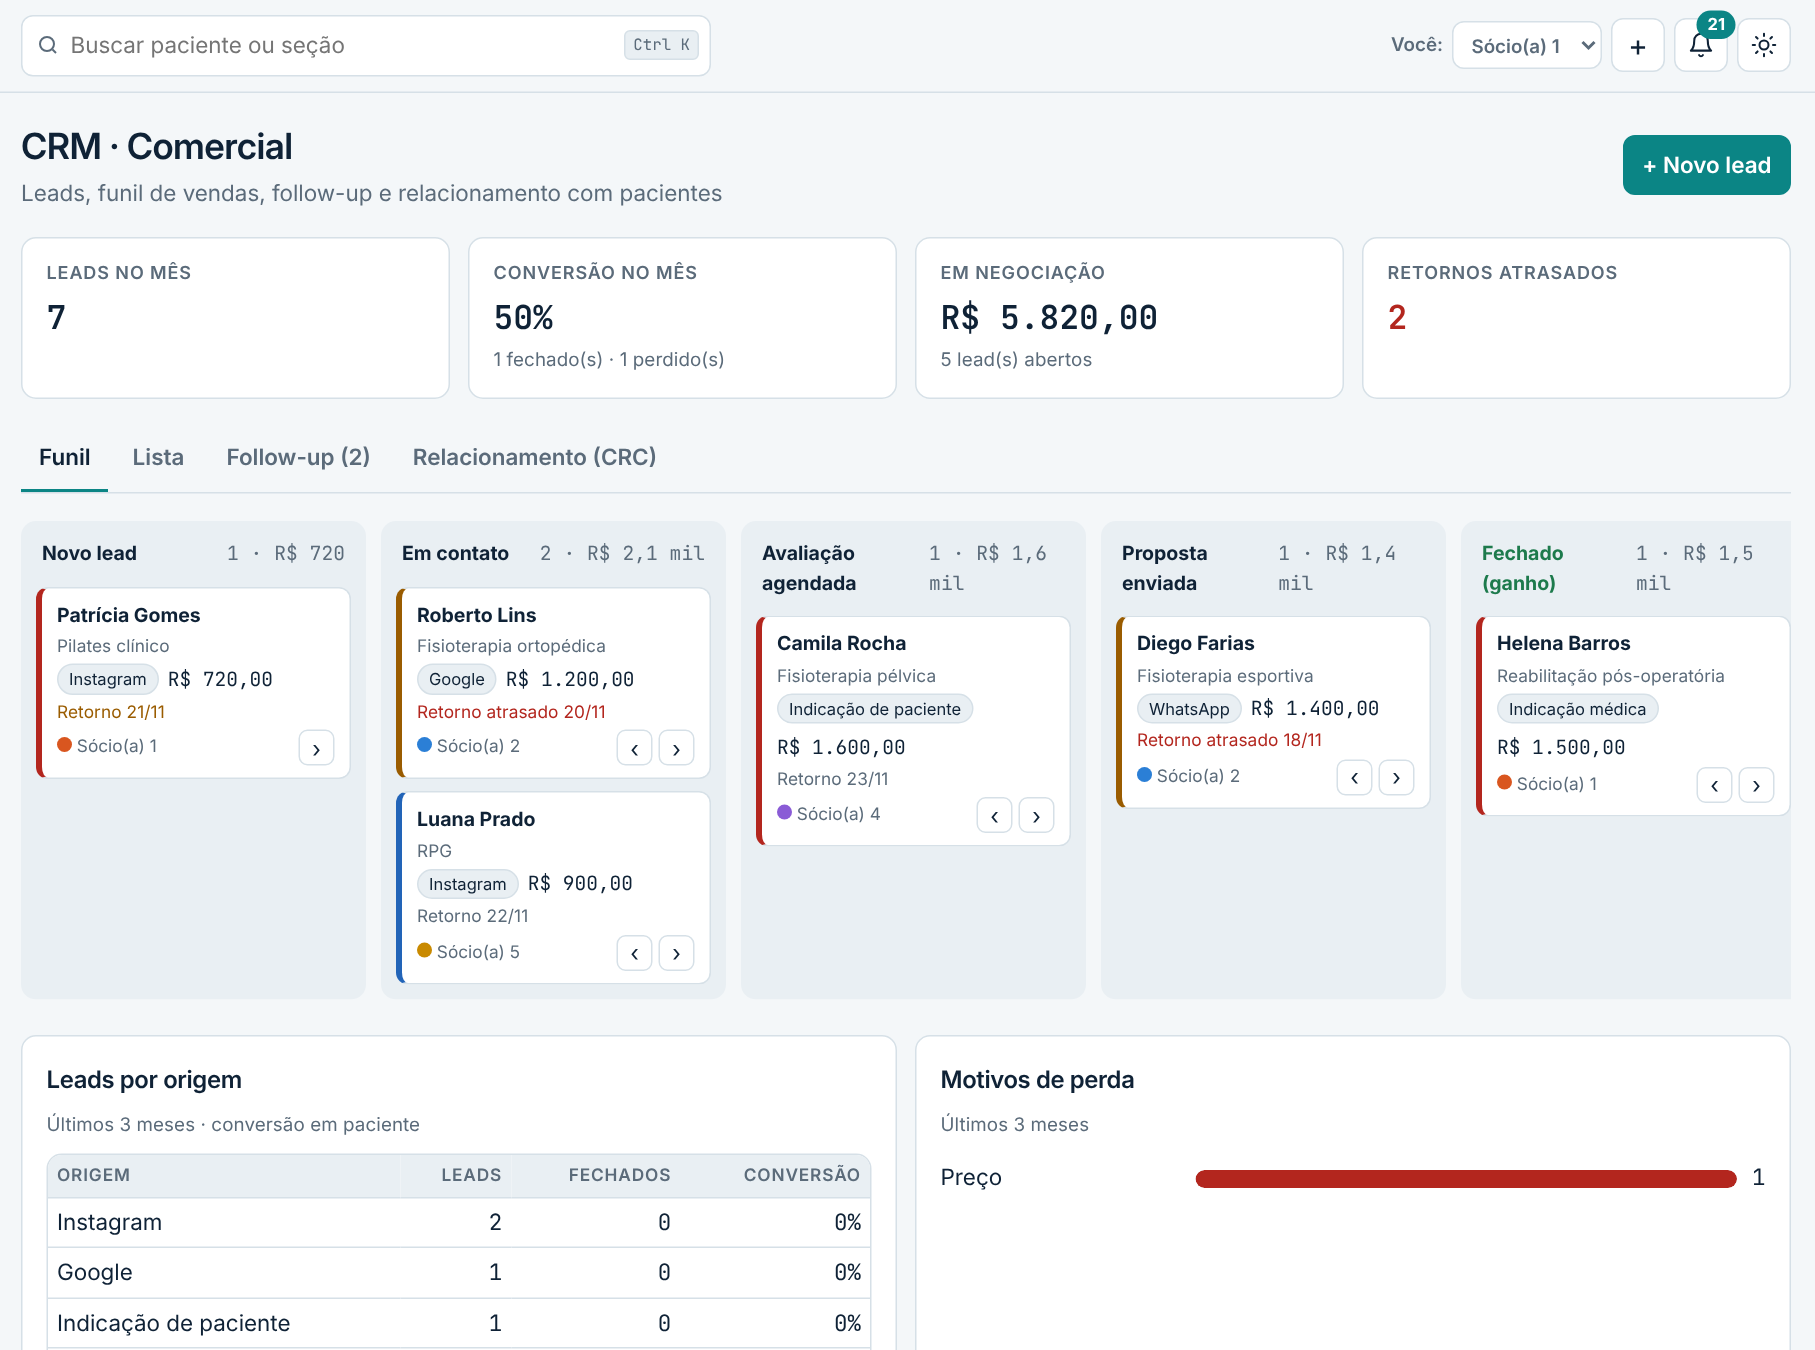 Buscar paciente ou seção
Ctrl K
Você:
Sócio(a) 1
+
21
CRM · Comercial
Leads, funil de vendas, follow-up e relacionamento com pacientes
+ Novo lead
LEADS NO MÊS
7
CONVERSÃO NO MÊS
50%
1 fechado(s) · 1 perdido(s)
EM NEGOCIAÇÃO
R$ 5.820,00
5 lead(s) abertos
RETORNOS ATRASADOS
2
Funil
Lista
Follow-up (2)
Relacionamento (CRC)
Novo lead
1 · R$ 720
Patrícia Gomes
Pilates clínico
Instagram R$ 720,00
Retorno 21/11
Sócio(a) 1
›
Em contato
2 · R$ 2,1 mil
Roberto Lins
Fisioterapia ortopédica
Google R$ 1.200,00
Retorno atrasado 20/11
Sócio(a) 2
‹ ›
Luana Prado
RPG
Instagram R$ 900,00
Retorno 22/11
Sócio(a) 5
‹ ›
Avaliação
agendada
1 · R$ 1,6
mil
Camila Rocha
Fisioterapia pélvica
Indicação de paciente
R$ 1.600,00
Retorno 23/11
Sócio(a) 4
‹ ›
Proposta
enviada
1 · R$ 1,4
mil
Diego Farias
Fisioterapia esportiva
WhatsApp R$ 1.400,00
Retorno atrasado 18/11
Sócio(a) 2
‹ ›
Fechado
(ganho)
1 · R$ 1,5
mil
Helena Barros
Reabilitação pós-operatória
Indicação médica
R$ 1.500,00
Sócio(a) 1
‹ ›
Leads por origem
Últimos 3 meses · conversão em paciente
ORIGEM LEADS FECHADOS CONVERSÃO
Instagram 2 0 0%
Google 1 0 0%
Indicação de paciente 1 0 0%
Motivos de perda
Últimos 3 meses
Preço 1